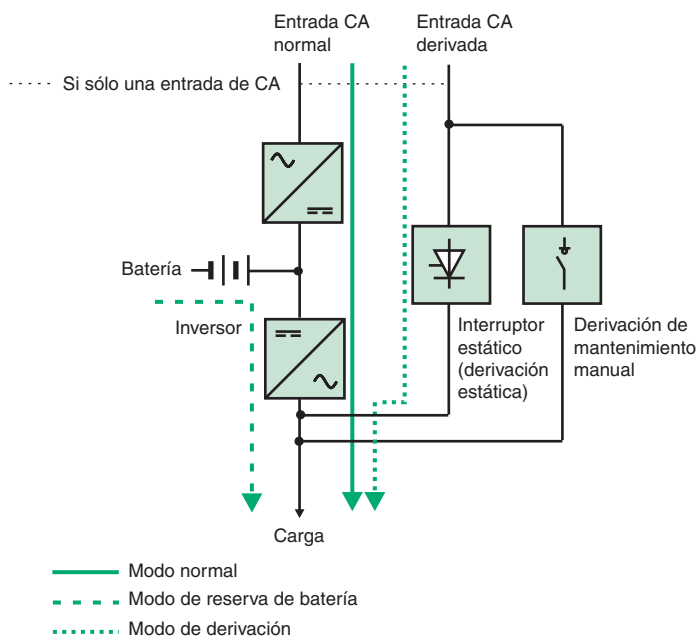 Entrada CA
normal
Entrada CA
derivada
Si sólo una entrada de CA
Batería
Inversor
Interruptor
estático
(derivación
estática)
Derivación de
mantenimiento
manual
Carga
Modo normal
Modo de reserva de batería
Modo de derivación